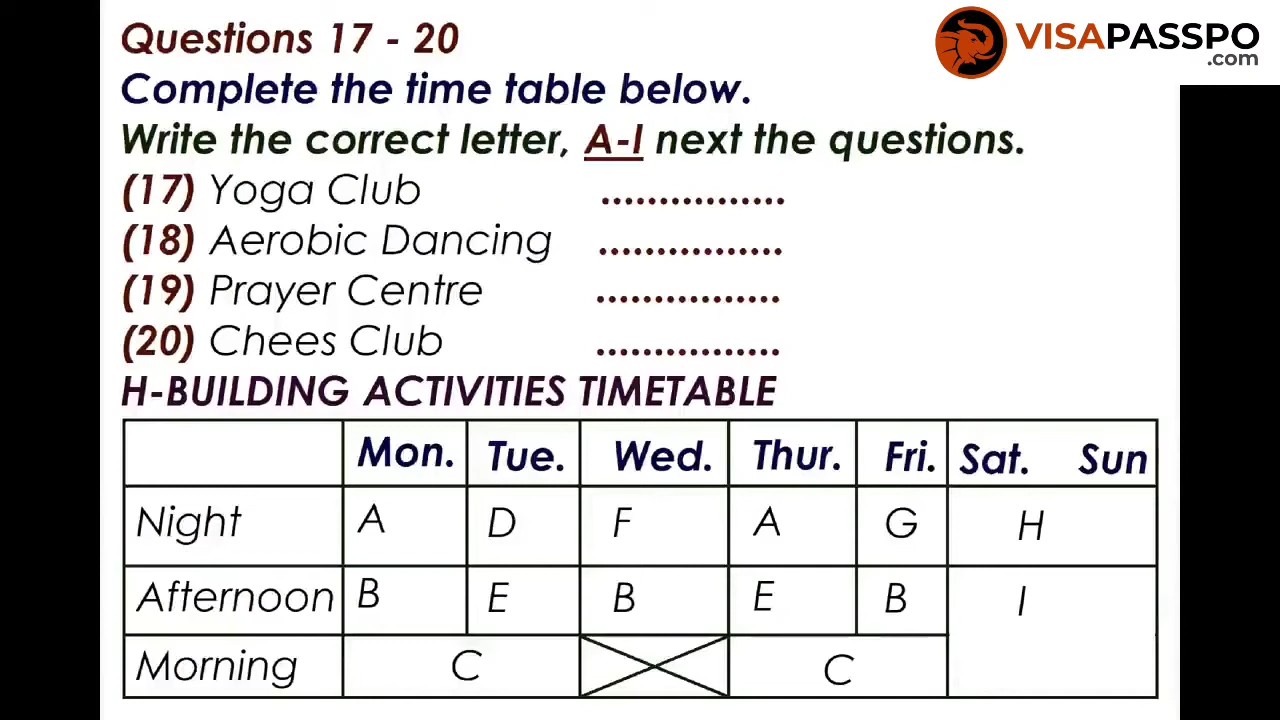 Questions 17 - 20
VISAPASSPO
.com
Complete the time table below.
Write the correct letter, A-I next the questions.
(17) Yoga Club ................
(18) Aerobic Dancing ................
(19) Prayer Centre ................
(20) Chees Club ................
H-BUILDING ACTIVITIES TIMETABLE
Mon. Tue. Wed. Thur. Fri. Sat. Sun
Night A D F A G H
Afternoon B E B E B I
Morning C C